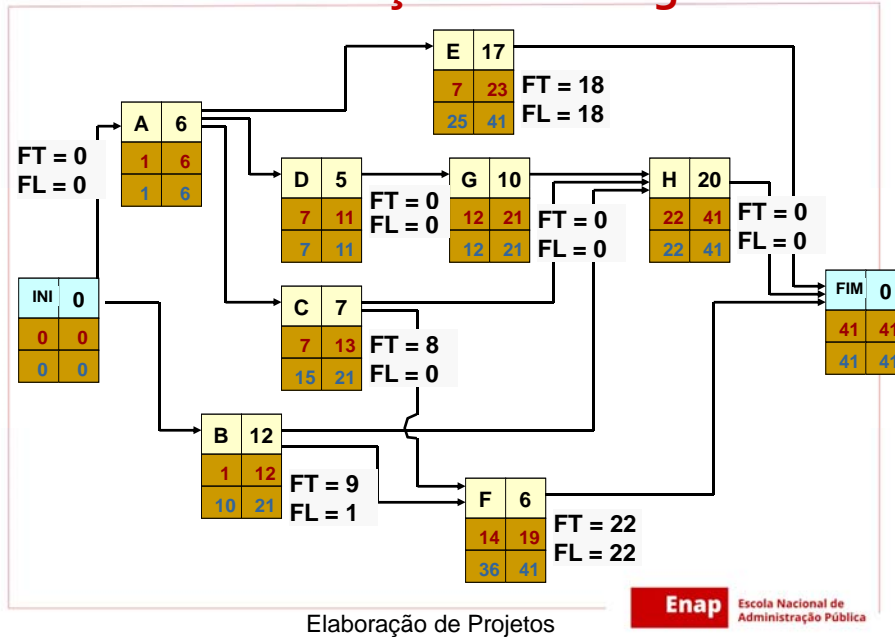 E 17
7 23
25 41
FT = 18
FL = 18
A 6
1 6
1 6
FT = 0
FL = 0
D 5
7 11
7 11
FT = 0
FL = 0
G 10
12 21
12 21
FT = 0
FL = 0
H 20
22 41
22 41
FT = 0
FL = 0
INI 0
0 0
0 0
C 7
7 13
15 21
FT = 8
FL = 0
FIM 0
41 41
41 41
B 12
1 12
10 21
FT = 9
FL = 1
F 6
14 19
36 41
FT = 22
FL = 22
Elaboração de Projetos
Enap
Escola Nacional de
Administração Pública